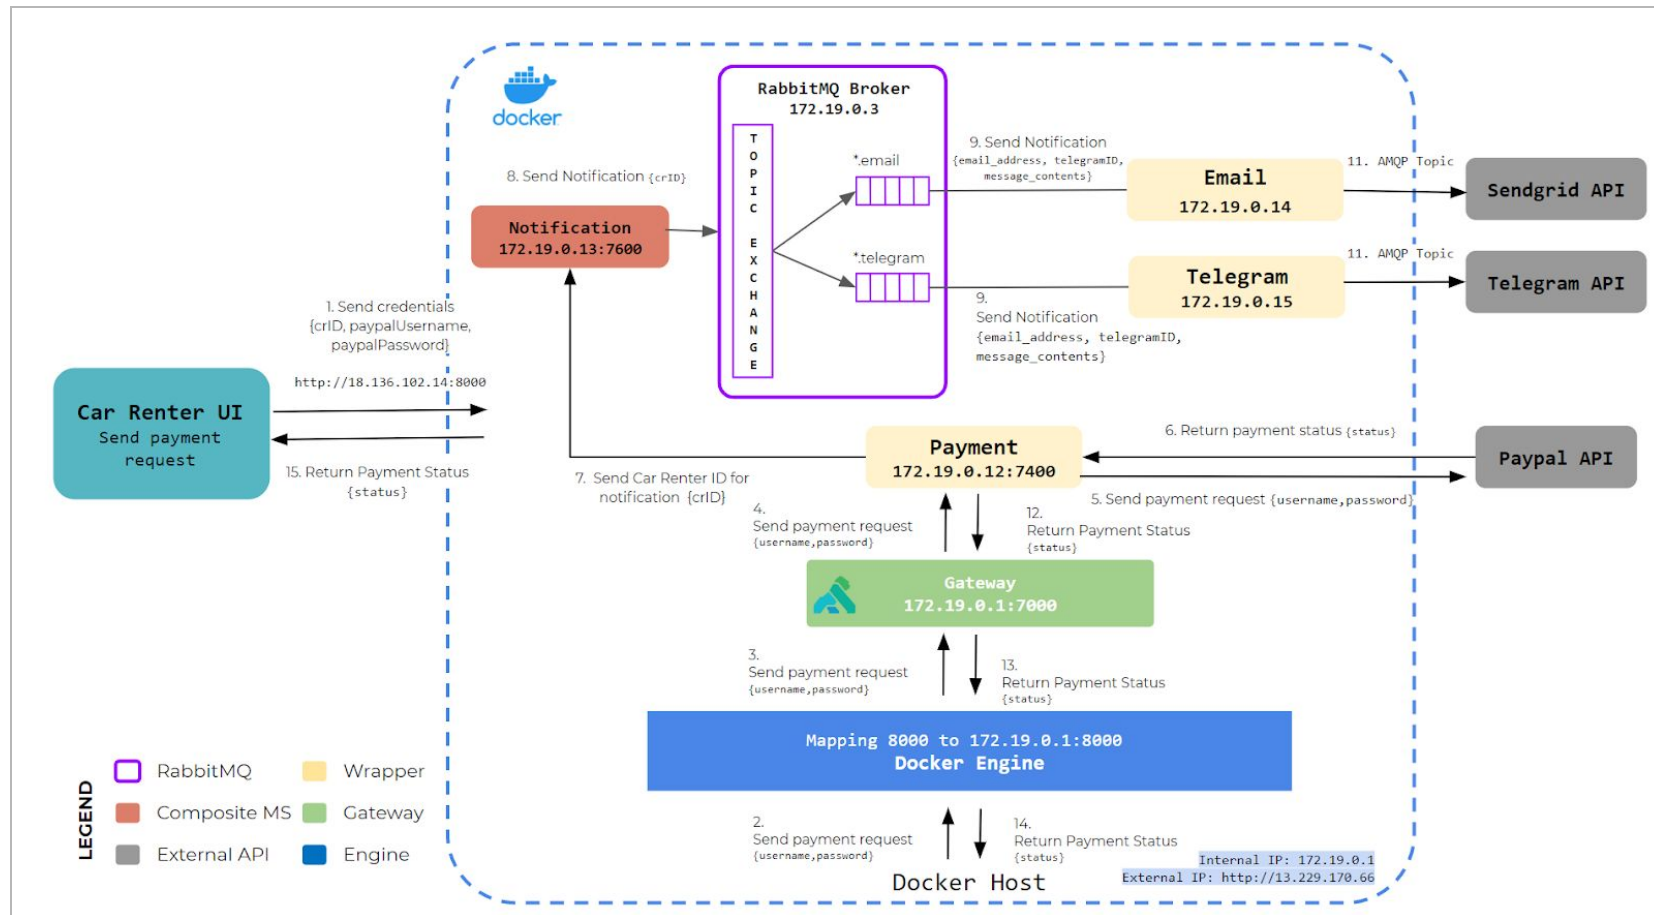 docker
RabbitMQ Broker
172.19.0.3
TOPIC EXCHANGE
*.email
*.telegram
8. Send Notification {crID}
Notification
172.19.0.13:7600
9. Send Notification
{email_address, telegramID,
message_contents}
Email
172.19.0.14
11. AMQP Topic
Sendgrid API
Telegram
172.19.0.15
11. AMQP Topic
Telegram API
9.
Send Notification
{email_address, telegramID,
message_contents}
1. Send credentials
{crID, paypalUsername,
paypalPassword}
http://18.136.102.14:8000
Car Renter UI
Send payment
request
15. Return Payment Status
{status}
7. Send Car Renter ID for
notification {crID}
Payment
172.19.0.12:7400
6. Return payment status {status}
5. Send payment request {username,password}
Paypal API
4.
Send payment request
{username,password}
12.
Return Payment Status
{status}
Gateway
172.19.0.1:7000
3.
Send payment request
{username,password}
13.
Return Payment Status
{status}
Mapping 8000 to 172.19.0.1:8000
Docker Engine
2.
Send payment request
{username,password}
14.
Return Payment Status
{status}
Docker Host
Internal IP: 172.19.0.1
External IP: http://13.229.170.66
LEGEND
RabbitMQ
Wrapper
Composite MS
Gateway
External API
Engine